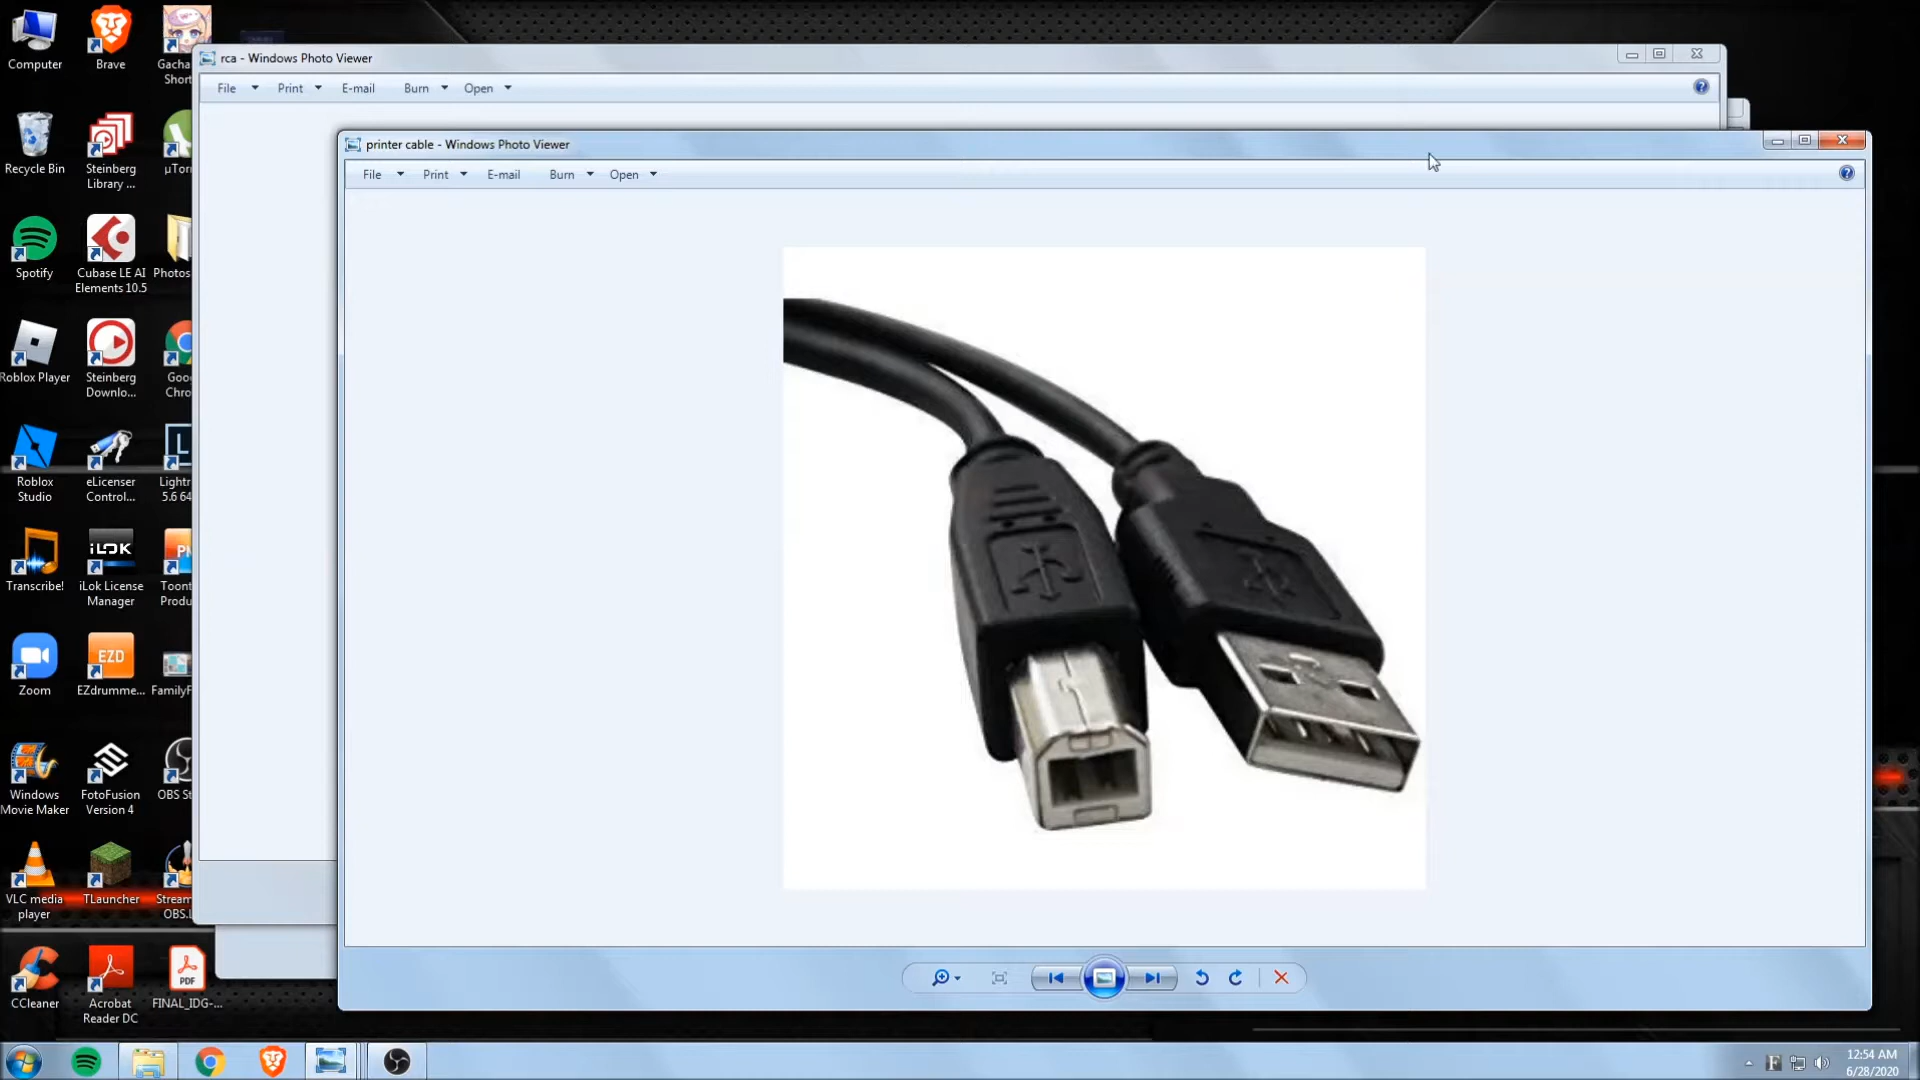 Computer
Brave
Gacha
Short
Recycle Bin
Steinberg
Library ...
µTorr
Spotify
Cubase LE AI
Elements 10.5
Photos
Roblox Player
Steinberg
Downlo...
Goo
Chro
Roblox
Studio
eLicenser
Control...
L
Lightr
5.6 64
Transcribe!
iLOK
iLok License
Manager
PM
Toont
Produ
Zoom
EZD
EZdrumme...
FamilyF
Windows
Movie Maker
FotoFusion
Version 4
OBS St
VLC media
player
TLauncher
Stream
OBS.L
CCleaner
Acrobat
Reader DC
PDF
FINAL_IDG-...
rca - Windows Photo Viewer
File Print E-mail Burn Open
printer cable - Windows Photo Viewer
File Print E-mail Burn Open
12:54 AM
6/28/2020